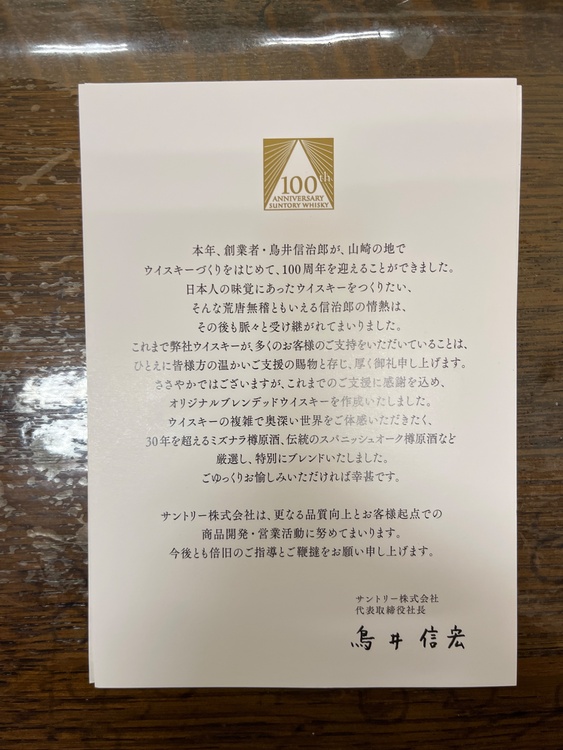 100th
ANNIVERSARY
SUNTORY WHISKY
本年、創業者・鳥井信治郎が、山崎の地で
ウイスキーづくりをはじめて、100周年を迎えることができました。
日本人の味覚にあったウイスキーをつくりたい、
そんな荒唐無稽ともいえる信治郎の情熱は、
その後も脈々と受け継がれてまいりました。
これまで弊社ウイスキーが、多くのお客様のご支持をいただいていることは、
ひとえに皆様方の温かいご支援の賜物と存じ、厚く御礼申し上げます。
ささやかではございますが、これまでのご支援に感謝を込め、
オリジナルブレンデッドウイスキーを作成いたしました。
ウイスキーの複雑で奥深い世界をご体感いただきたく、
30年を超えるミズナラ樽原酒、伝統のスパニッシュオーク樽原酒など
厳選し、特別にブレンドいたしました。
ごゆっくりお愉しみいただければ幸甚です。
サントリー株式会社は、更なる品質向上とお客様起点での
商品開発・営業活動に努めてまいります。
今後とも倍旧のご指導とご鞭撻をお願い申し上げます。
サントリー株式会社
代表取締役社長
鳥井信宏